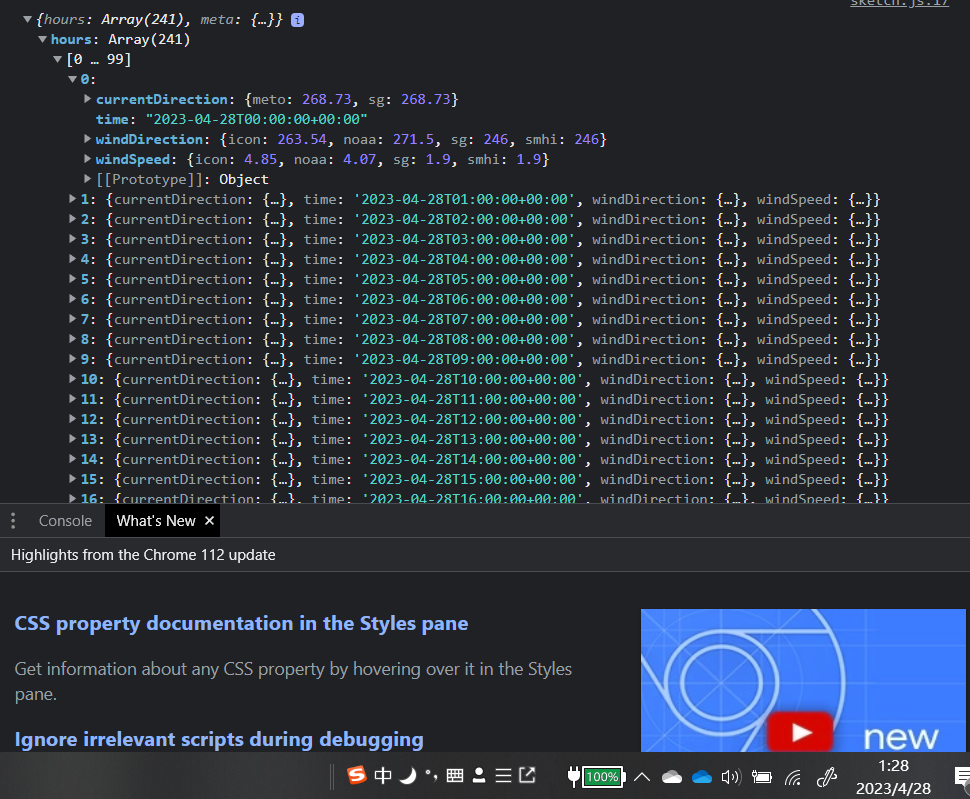 sketch.js:17
{hours: Array(241), meta: {…}} i
hours: Array(241)
[0 … 99]
0:
currentDirection: {meto: 268.73, sg: 268.73}
time: "2023-04-28T00:00:00+00:00"
windDirection: {icon: 263.54, noaa: 271.5, sg: 246, smhi: 246}
windSpeed: {icon: 4.85, noaa: 4.07, sg: 1.9, smhi: 1.9}
[[Prototype]]: Object
1: {currentDirection: {…}, time: '2023-04-28T01:00:00+00:00', windDirection: {…}, windSpeed: {…}}
2: {currentDirection: {…}, time: '2023-04-28T02:00:00+00:00', windDirection: {…}, windSpeed: {…}}
3: {currentDirection: {…}, time: '2023-04-28T03:00:00+00:00', windDirection: {…}, windSpeed: {…}}
4: {currentDirection: {…}, time: '2023-04-28T04:00:00+00:00', windDirection: {…}, windSpeed: {…}}
5: {currentDirection: {…}, time: '2023-04-28T05:00:00+00:00', windDirection: {…}, windSpeed: {…}}
6: {currentDirection: {…}, time: '2023-04-28T06:00:00+00:00', windDirection: {…}, windSpeed: {…}}
7: {currentDirection: {…}, time: '2023-04-28T07:00:00+00:00', windDirection: {…}, windSpeed: {…}}
8: {currentDirection: {…}, time: '2023-04-28T08:00:00+00:00', windDirection: {…}, windSpeed: {…}}
9: {currentDirection: {…}, time: '2023-04-28T09:00:00+00:00', windDirection: {…}, windSpeed: {…}}
10: {currentDirection: {…}, time: '2023-04-28T10:00:00+00:00', windDirection: {…}, windSpeed: {…}}
11: {currentDirection: {…}, time: '2023-04-28T11:00:00+00:00', windDirection: {…}, windSpeed: {…}}
12: {currentDirection: {…}, time: '2023-04-28T12:00:00+00:00', windDirection: {…}, windSpeed: {…}}
13: {currentDirection: {…}, time: '2023-04-28T13:00:00+00:00', windDirection: {…}, windSpeed: {…}}
14: {currentDirection: {…}, time: '2023-04-28T14:00:00+00:00', windDirection: {…}, windSpeed: {…}}
15: {currentDirection: {…}, time: '2023-04-28T15:00:00+00:00', windDirection: {…}, windSpeed: {…}}
16: {currentDirection: {…}, time: '2023-04-28T16:00:00+00:00', windDirection: {…}, windSpeed: {…}}
Console What's New ×
Highlights from the Chrome 112 update
CSS property documentation in the Styles pane
Get information about any CSS property by hovering over it in the Styles
pane.
Ignore irrelevant scripts during debugging
new
S 中 100%
1:28
2023/4/28